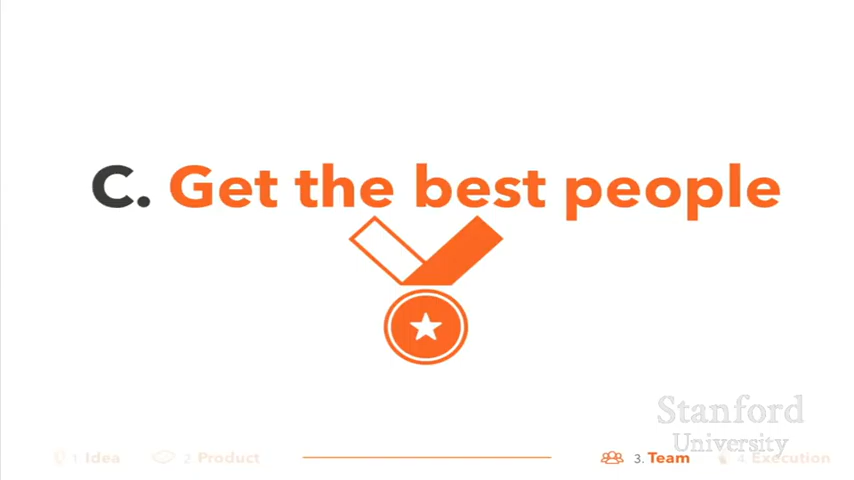 C. Get the best people
Stanford
University
1 Idea
2. Product
3. Team
4 Execution